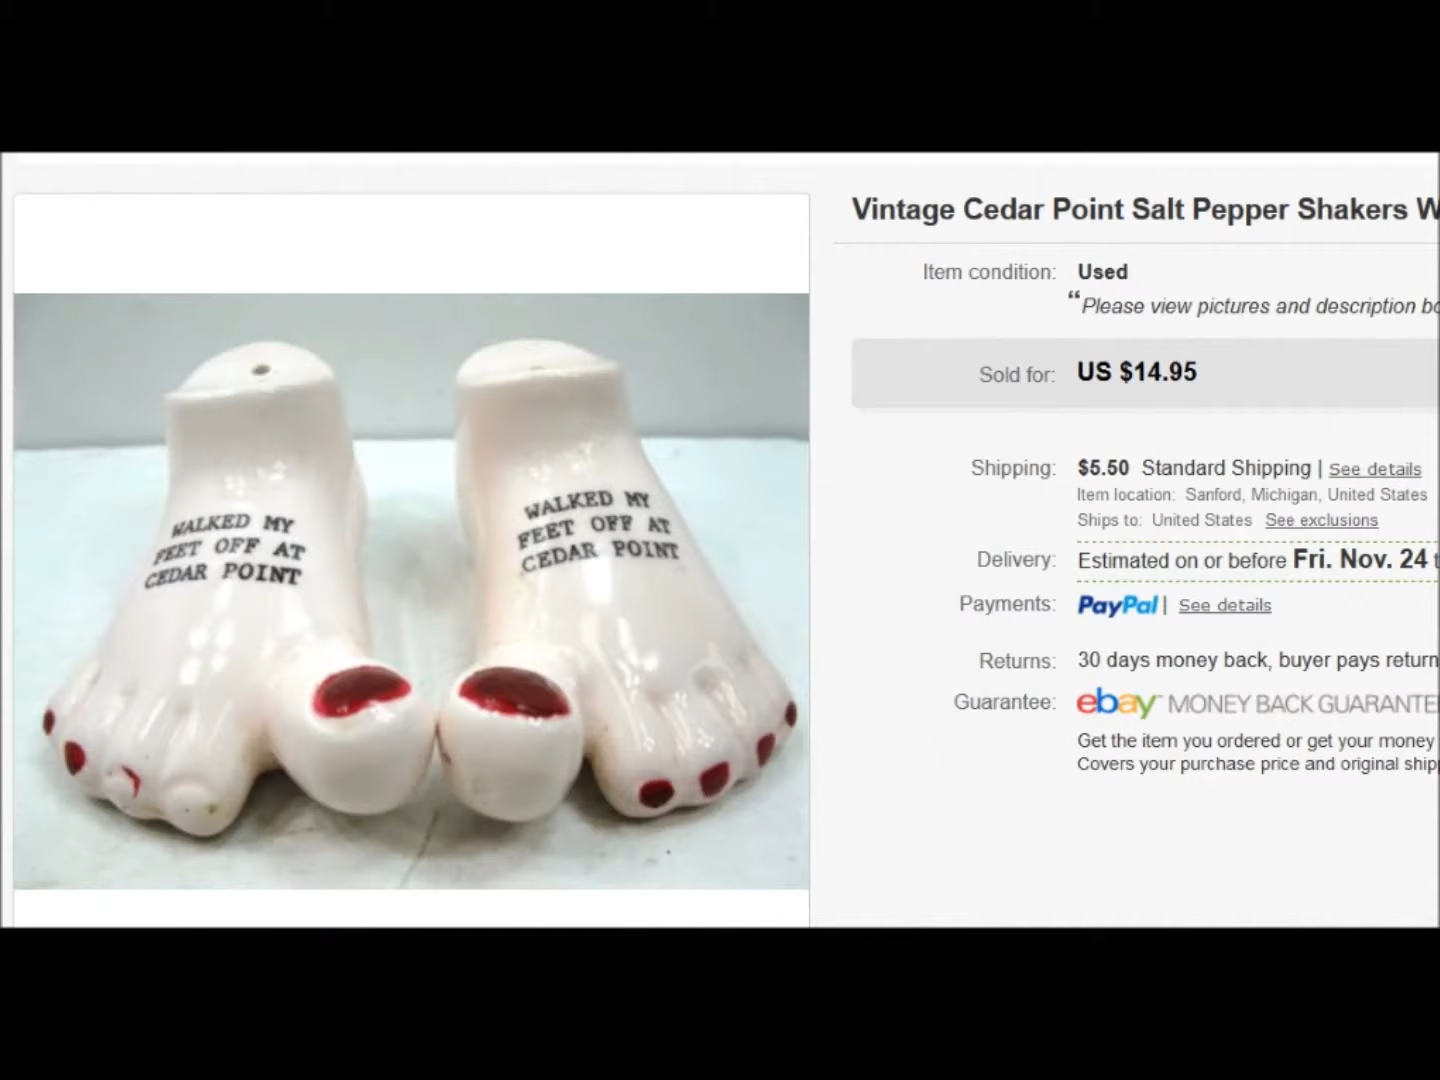 Vintage Cedar Point Salt Pepper Shakers W
Item condition: Used
“Please view pictures and description
Sold for: US $14.95
Shipping: $5.50 Standard Shipping | See details
Item location: Sanford, Michigan, United States
Ships to: United States See exclusions
Delivery: Estimated on or before Fri. Nov. 24
Payments: PayPal | See details
Returns: 30 days money back, buyer pays return
Guarantee: ebay MONEY BACK GUARANTE
Get the item you ordered or get your money
Covers your purchase price and original ship
WALKED MY
FEET OFF AT
CEDAR POINT
WALKED MY
FEET OFF AT
CEDAR POINT